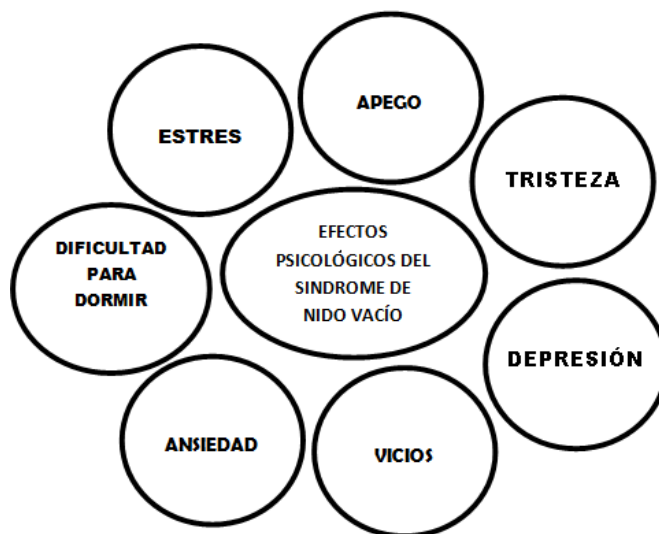 APEGO
ESTRES
TRISTEZA
EFECTOS
PSICOLÓGICOS DEL
SINDROME DE
NIDO VACÍO
DIFICULTAD
PARA
DORMIR
DEPRESIÓN
ANSIEDAD
VICIOS